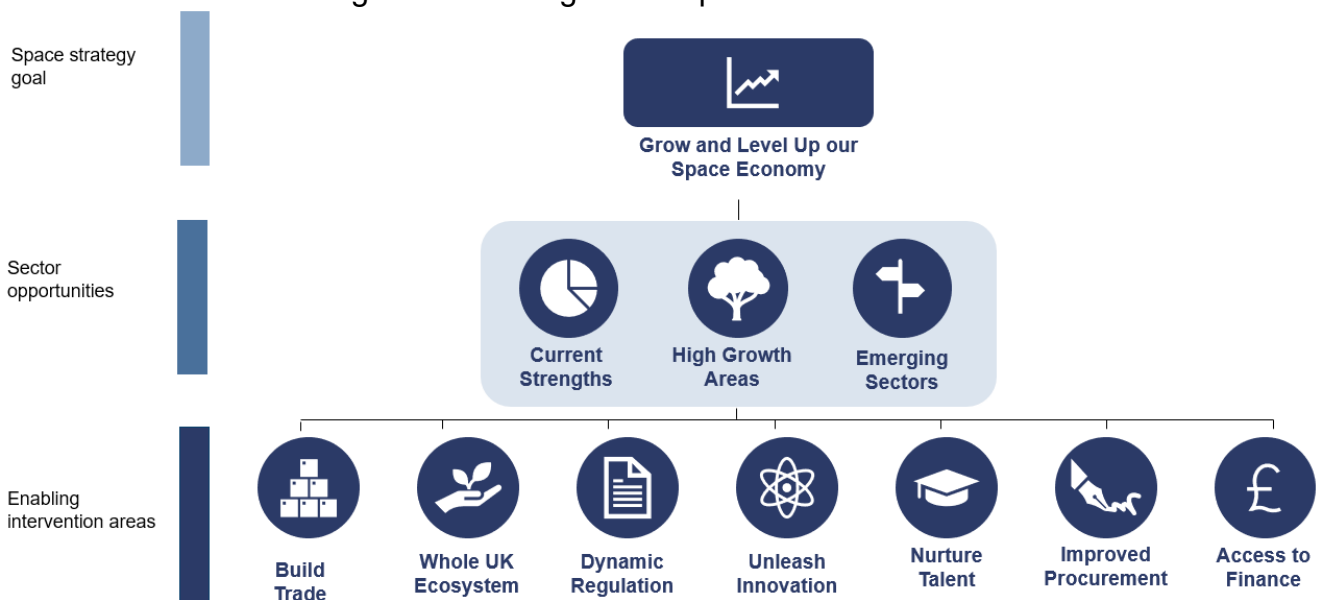 Space strategy
goal
Grow and Level Up our
Space Economy
Sector
opportunities
Current
Strengths
High Growth
Areas
Emerging
Sectors
Enabling
intervention areas
Build
Trade
Whole UK
Ecosystem
Dynamic
Regulation
Unleash
Innovation
Nurture
Talent
Improved
Procurement
£
Access to
Finance